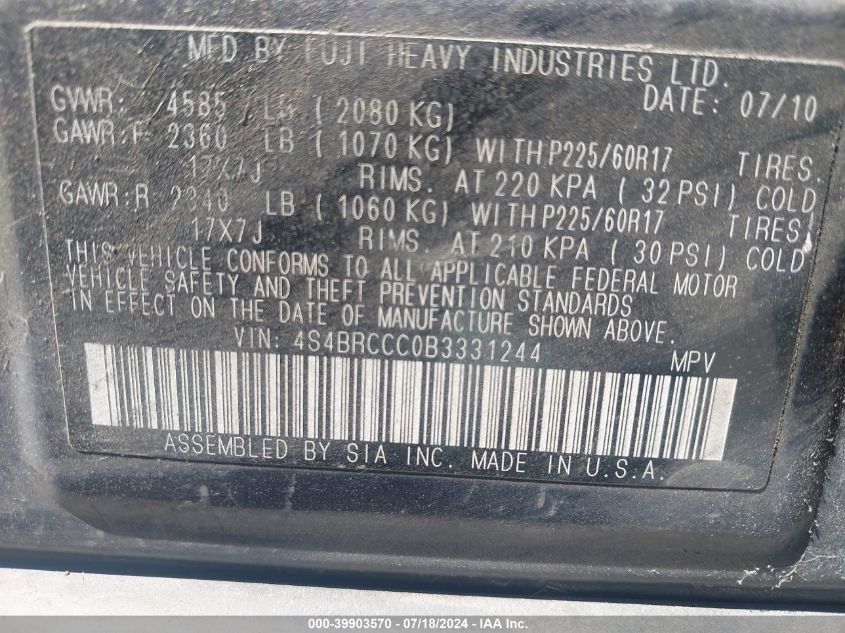 MFD BY FUJI HEAVY INDUSTRIES LTD.
DATE: 07/10
GVWR: 4585 LB ( 2080 KG)
GAWR:F 2360 LB ( 1070 KG) WITH P225/60R17 TIRES.
17X7J RIMS. AT 220 KPA ( 32 PSI) COLD
GAWR:R 2340 LB ( 1060 KG) WITH P225/60R17 TIRES,
17X7J RIMS. AT 210 KPA ( 30 PSI) COLD
THIS VEHICLE CONFORMS TO ALL APPLICABLE FEDERAL MOTOR
VEHICLE SAFETY AND THEFT PREVENTION STANDARDS
IN EFFECT ON THE DATE OF MANUFACTURE SHOWN ABOVE.
VIN: 4S4BRCCC0B3331244 MPV
ASSEMBLED BY SIA INC. MADE IN U.S.A.
000-39903570 - 07/18/2024 - IAA Inc.